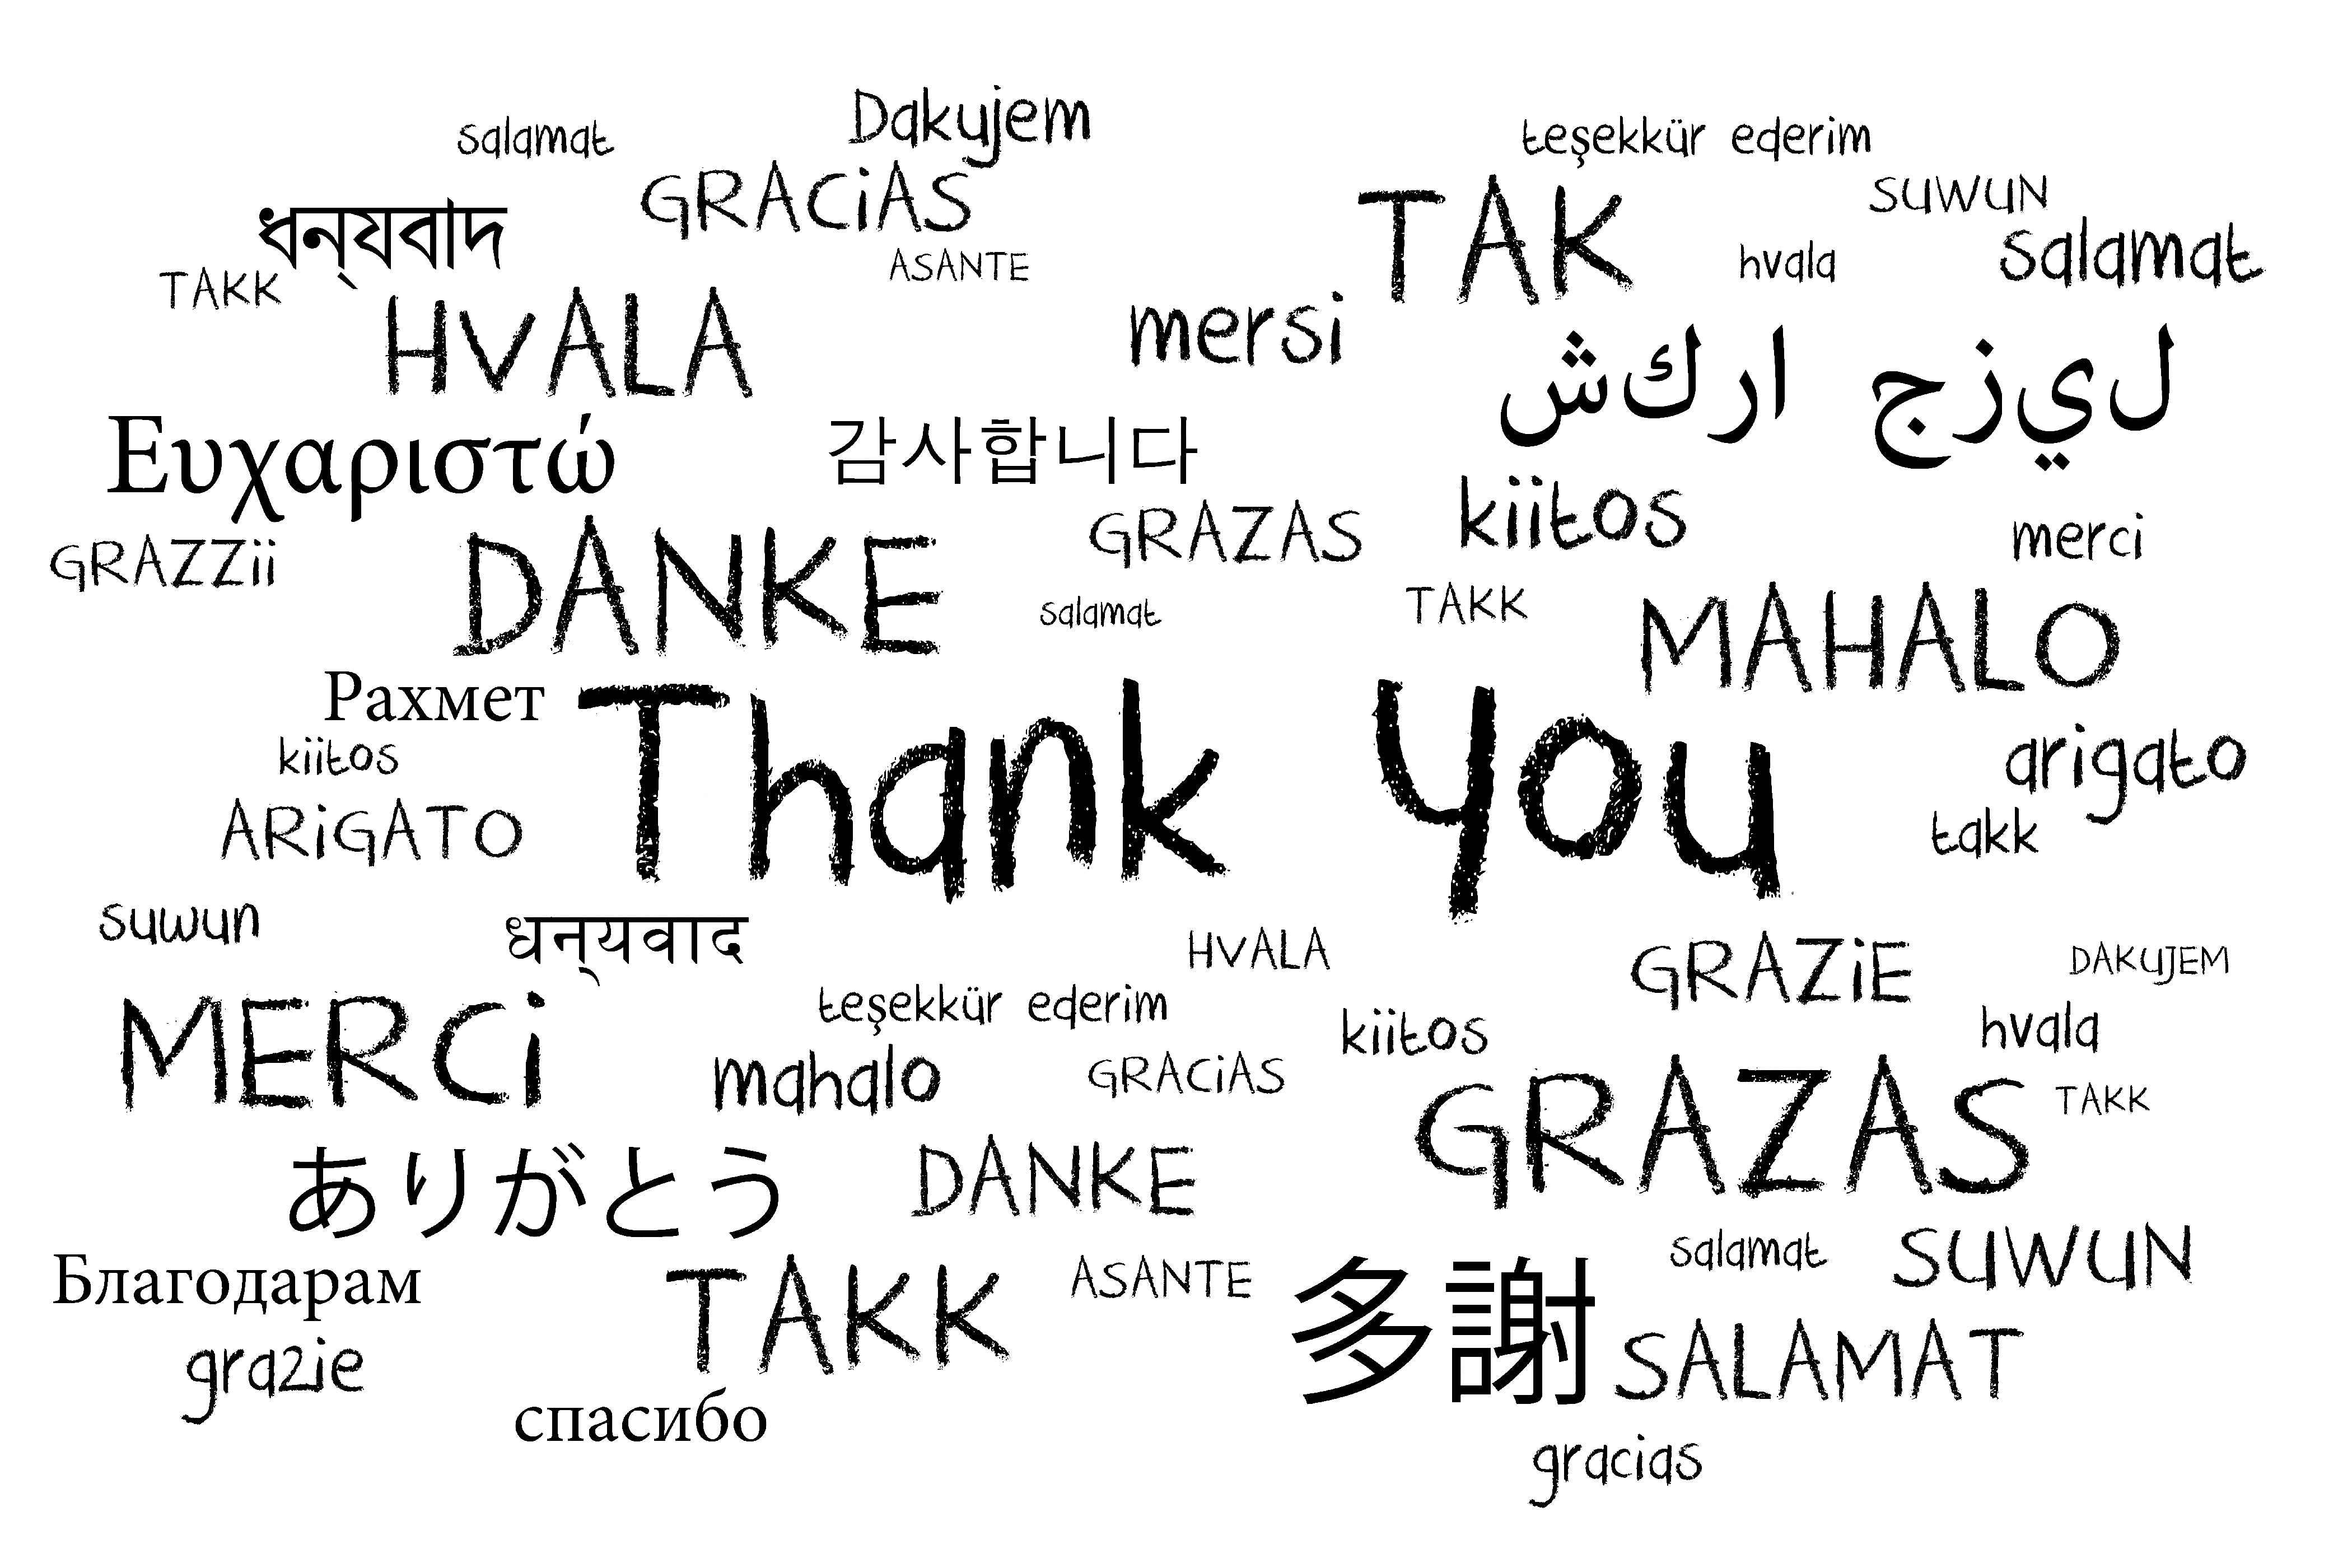 Dakujem
salamat
teşekkür ederim
GRACiAS
SUWUN
ধন্যবাদ
TAK
ASANTE
hvala
salamat
TAKK
HVALA
mersi
شكرا جزيل
Ευχαριστώ
감사합니다
kiitos
GRAZZii
DANKE
GRAZAS
merci
salamat
TAKK
MAHALO
Рахмет
Thank You
kiitos
arigato
ARiGATO
takk
suwun
धन्यवाद
HVALA
GRAZiE
DAKUJEM
MERCi
teşekkür ederim
kiitos
hvala
mahalo
GRACiAS
GRAZAS
TAKK
ありがとう
DANKE
salamat
SUWUN
Благодарам
TAKK
ASANTE
多謝
SALAMAT
grazie
спасибо
gracias